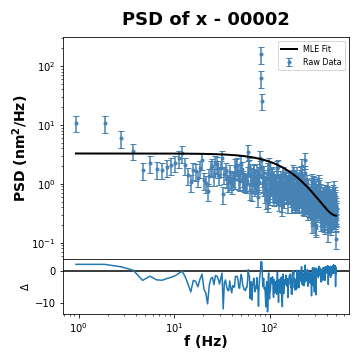 PSD of x - 00002
MLE Fit
Raw Data
PSD (nm²/Hz)
10²
10¹
10⁰
10⁻¹
Δ
0
−10
10⁰
10¹
10²
f (Hz)